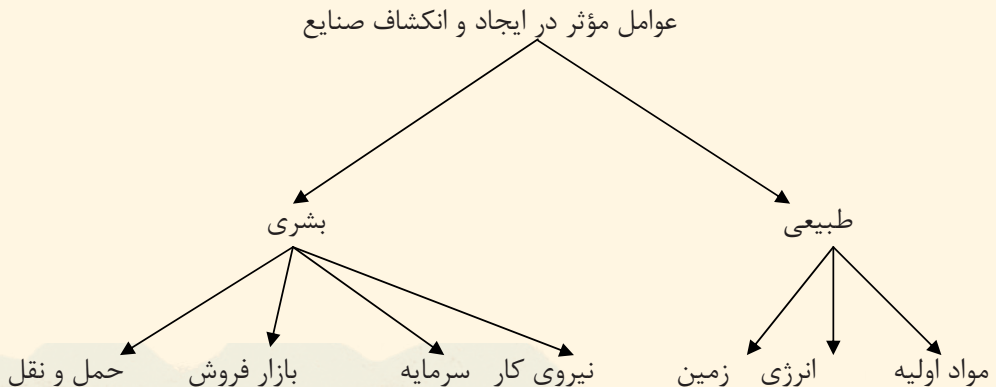 عوامل مؤثر در ایجاد و انکشاف صنایع
طبیعی بشری
مواد اولیه انرژی زمین نیروی کار سرمایه بازار فروش حمل و نقل